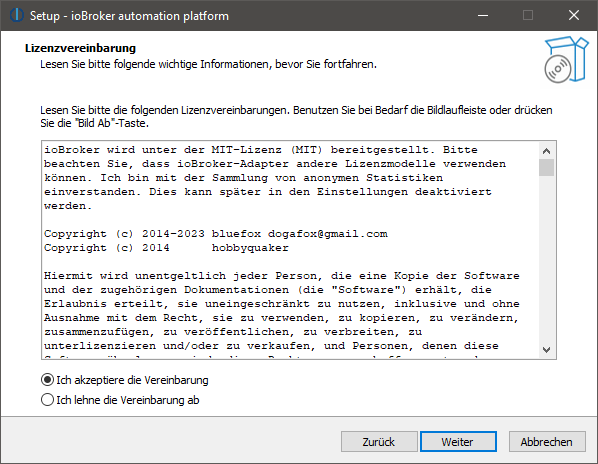 Setup - ioBroker automation platform
Lizenzvereinbarung
Lesen Sie bitte folgende wichtige Informationen, bevor Sie fortfahren.
Lesen Sie bitte die folgenden Lizenzvereinbarungen. Benutzen Sie bei Bedarf die Bildlaufleiste oder drücken
Sie die "Bild Ab"-Taste.
ioBroker wird unter der MIT-Lizenz (MIT) bereitgestellt. Bitte
beachten Sie, dass ioBroker-Adapter andere Lizenzmodelle verwenden
können. Ich bin mit der Sammlung von anonymen Statistiken
einverstanden. Dies kann später in den Einstellungen deaktiviert
werden.
Copyright (c) 2014-2023 bluefox dogafox@gmail.com
Copyright (c) 2014 hobbyquaker
Hiermit wird unentgeltlich jeder Person, die eine Kopie der Software
und der zugehörigen Dokumentationen (die "Software") erhält, die
Erlaubnis erteilt, sie uneingeschränkt zu nutzen, inklusive und ohne
Ausnahme mit dem Recht, sie zu verwenden, zu kopieren, zu verändern,
zusammenzufügen, zu veröffentlichen, zu verbreiten, zu
unterlizenzieren und/oder zu verkaufen, und Personen, denen diese
Ich akzeptiere die Vereinbarung
Ich lehne die Vereinbarung ab
Zurück
Weiter
Abbrechen